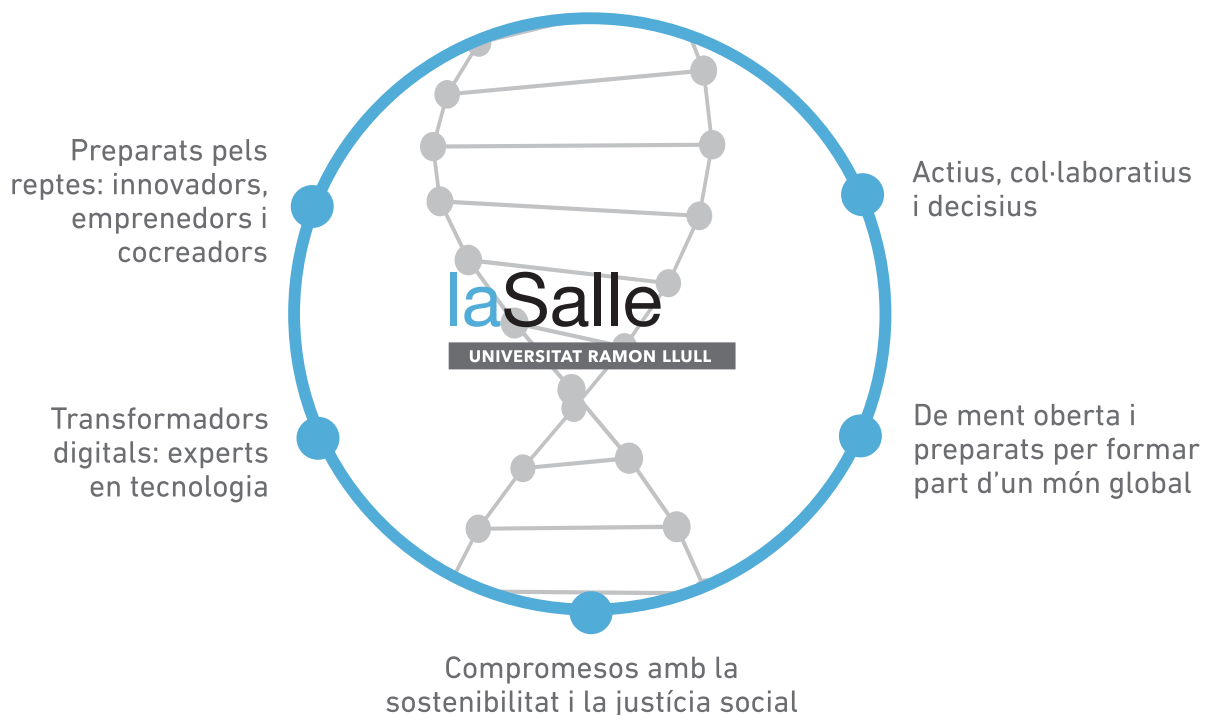 Preparats pels
reptes: innovadors,
emprenedors i
cocreadors
Actius, col·laboratius
i decisius
laSalle
UNIVERSITAT RAMON LLULL
Transformadors
digitals: experts
en tecnologia
De ment oberta i
preparats per formar
part d’un món global
Compromesos amb la
sostenibilitat i la justícia social